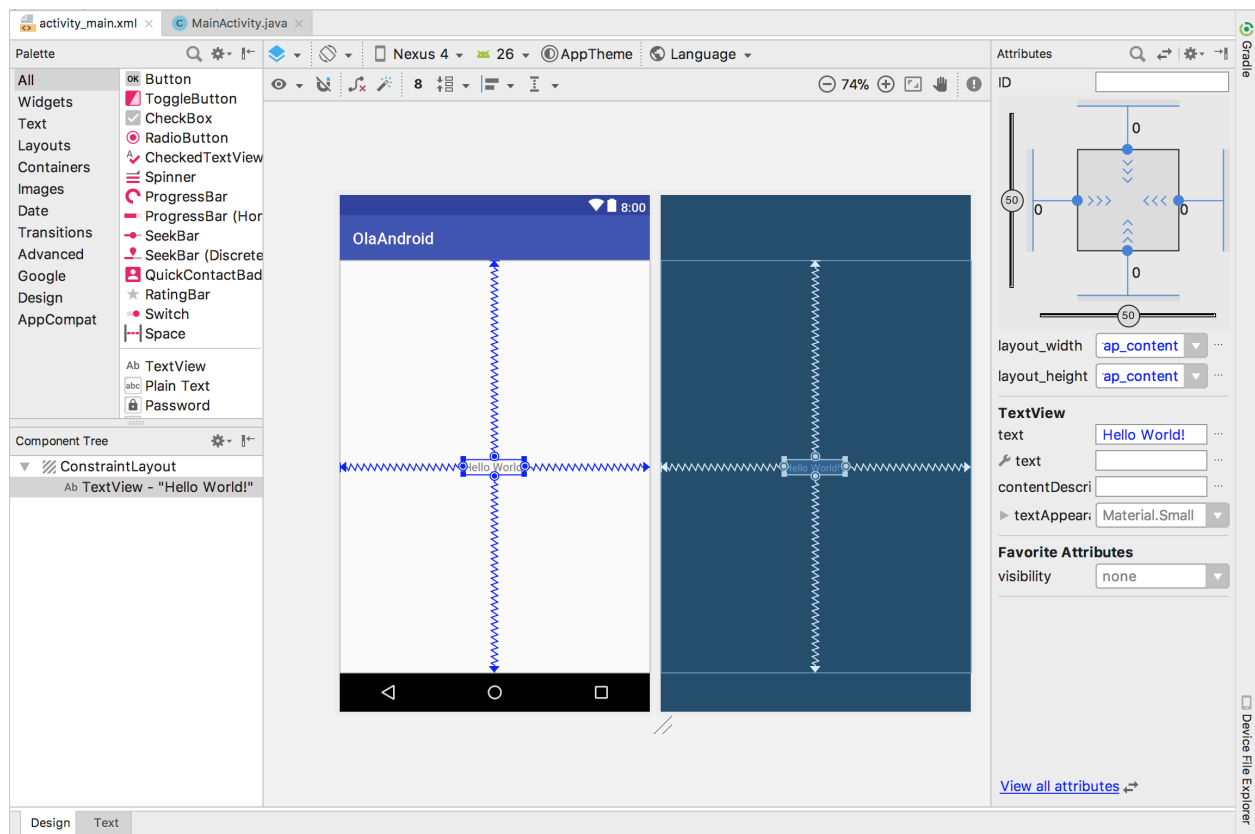 activity_main.xml
MainActivity.java
Palette
All
Widgets
Text
Layouts
Containers
Images
Date
Transitions
Advanced
Google
Design
AppCompat
OK Button
ToggleButton
CheckBox
RadioButton
CheckedTextView
Spinner
ProgressBar
ProgressBar (Hor
SeekBar
SeekBar (Discrete
QuickContactBad
RatingBar
Switch
Space
Ab TextView
abc Plain Text
Password
Component Tree
ConstraintLayout
Ab TextView - "Hello World!"
Nexus 4
26
AppTheme
Language
8
74%
8:00
OlaAndroid
Hello World
Hello World!
Attributes
ID
0
50
0
0
0
50
layout_width
ap_content
layout_height
ap_content
TextView
text
Hello World!
text
contentDescri
textAppeara
Material.Small
Favorite Attributes
visibility
none
View all attributes
Gradle
Device File Explorer
Design
Text